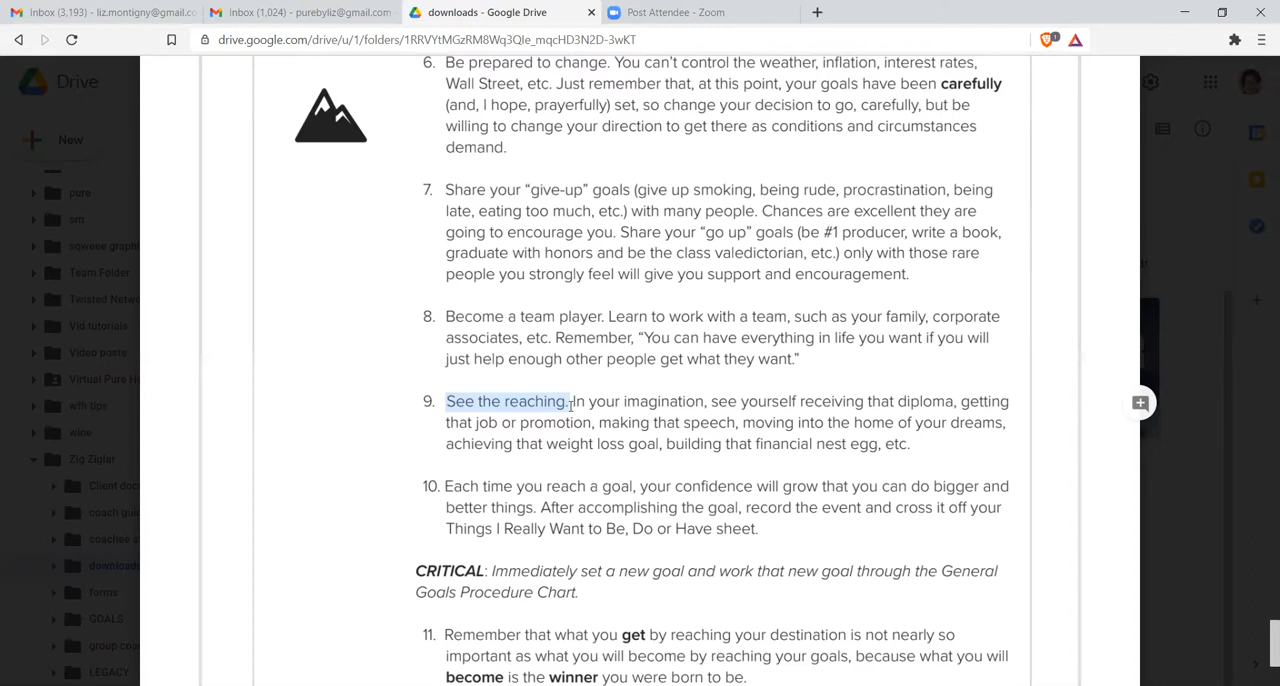 Inbox (3,193) - liz.montigny@gmail.co
Inbox (1,024) - purebyliz@gmail.com
downloads - Google Drive
Post Attendee - Zoom
drive.google.com/drive/u/1/folders/1RRVYtMGzRM8Wq3Qle_mqcHD3N2D-3wKT
1
Drive
New
pure
sm
sqweee graphi
Team Folder
Twisted Netwo
Vid tutorials
Video posts
Virtual Pure Ho
wfh tips
wine
Zig Ziglar
Client docu
coach guid
coachee a
downloads
forms
GOALS
group coac
LEGACY
6. Be prepared to change. You can't control the weather, inflation, interest rates,
Wall Street, etc. Just remember that, at this point, your goals have been carefully
(and, I hope, prayerfully) set, so change your decision to go, carefully, but be
willing to change your direction to get there as conditions and circumstances
demand.
7. Share your “give-up” goals (give up smoking, being rude, procrastination, being
late, eating too much, etc.) with many people. Chances are excellent they are
going to encourage you. Share your “go up” goals (be #1 producer, write a book,
graduate with honors and be the class valedictorian, etc.) only with those rare
people you strongly feel will give you support and encouragement.
8. Become a team player. Learn to work with a team, such as your family, corporate
associates, etc. Remember, “You can have everything in life you want if you will
just help enough other people get what they want.”
9. See the reaching. In your imagination, see yourself receiving that diploma, getting
that job or promotion, making that speech, moving into the home of your dreams,
achieving that weight loss goal, building that financial nest egg, etc.
10. Each time you reach a goal, your confidence will grow that you can do bigger and
better things. After accomplishing the goal, record the event and cross it off your
Things I Really Want to Be, Do or Have sheet.
CRITICAL: Immediately set a new goal and work that new goal through the General
Goals Procedure Chart.
11. Remember that what you get by reaching your destination is not nearly so
important as what you will become by reaching your goals, because what you will
become is the winner you were born to be.